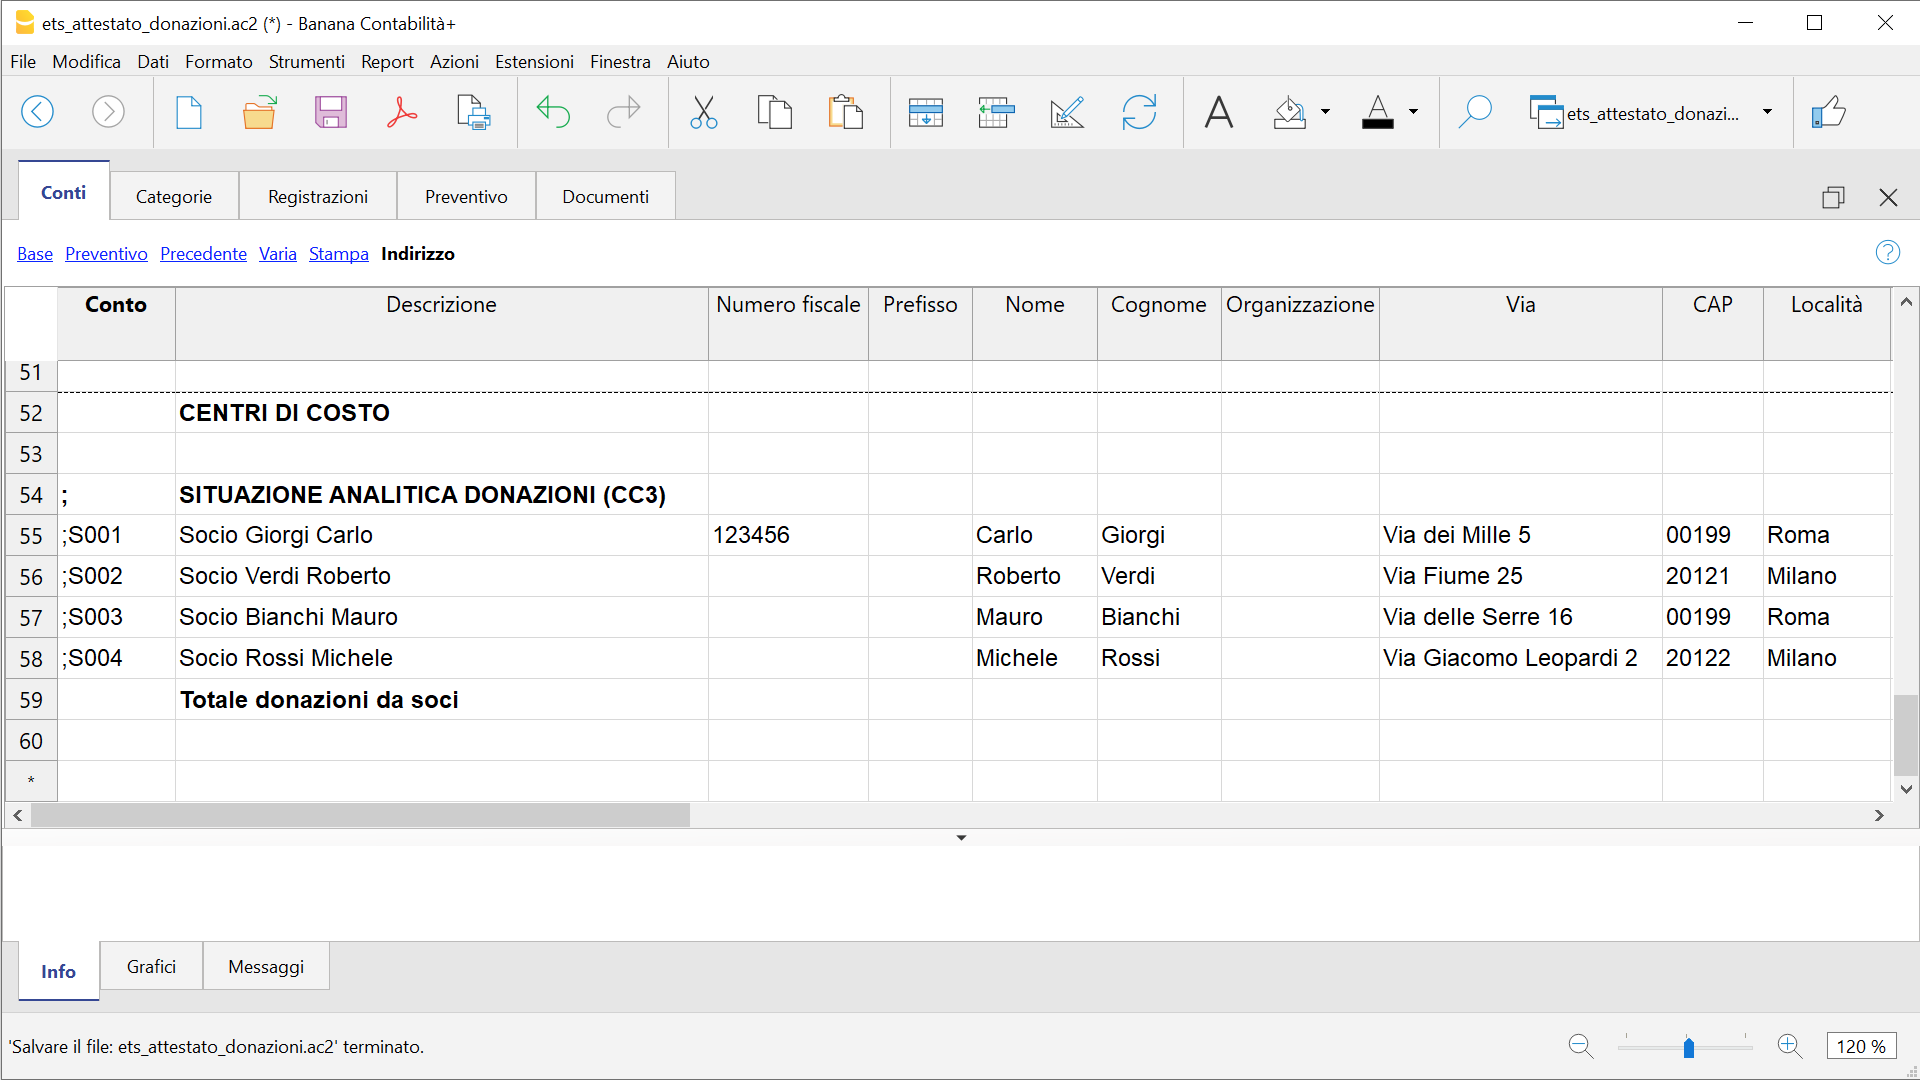 ets_attestato_donazioni.ac2 (*) - Banana Contabilità+
File Modifica Dati Formato Strumenti Report Azioni Estensioni Finestra Aiuto
ets_attestato_donazi...
Conti Categorie Registrazioni Preventivo Documenti
Base Preventivo Precedente Varia Stampa Indirizzo
Conto Descrizione Numero fiscale Prefisso Nome Cognome Organizzazione Via CAP Località
51
52 CENTRI DI COSTO
53
54 ; SITUAZIONE ANALITICA DONAZIONI (CC3)
55 ;S001 Socio Giorgi Carlo 123456 Carlo Giorgi Via dei Mille 5 00199 Roma
56 ;S002 Socio Verdi Roberto Roberto Verdi Via Fiume 25 20121 Milano
57 ;S003 Socio Bianchi Mauro Mauro Bianchi Via delle Serre 16 00199 Roma
58 ;S004 Socio Rossi Michele Michele Rossi Via Giacomo Leopardi 2 20122 Milano
59 Totale donazioni da soci
60
*
Info Grafici Messaggi
'Salvare il file: ets_attestato_donazioni.ac2' terminato.
120 %